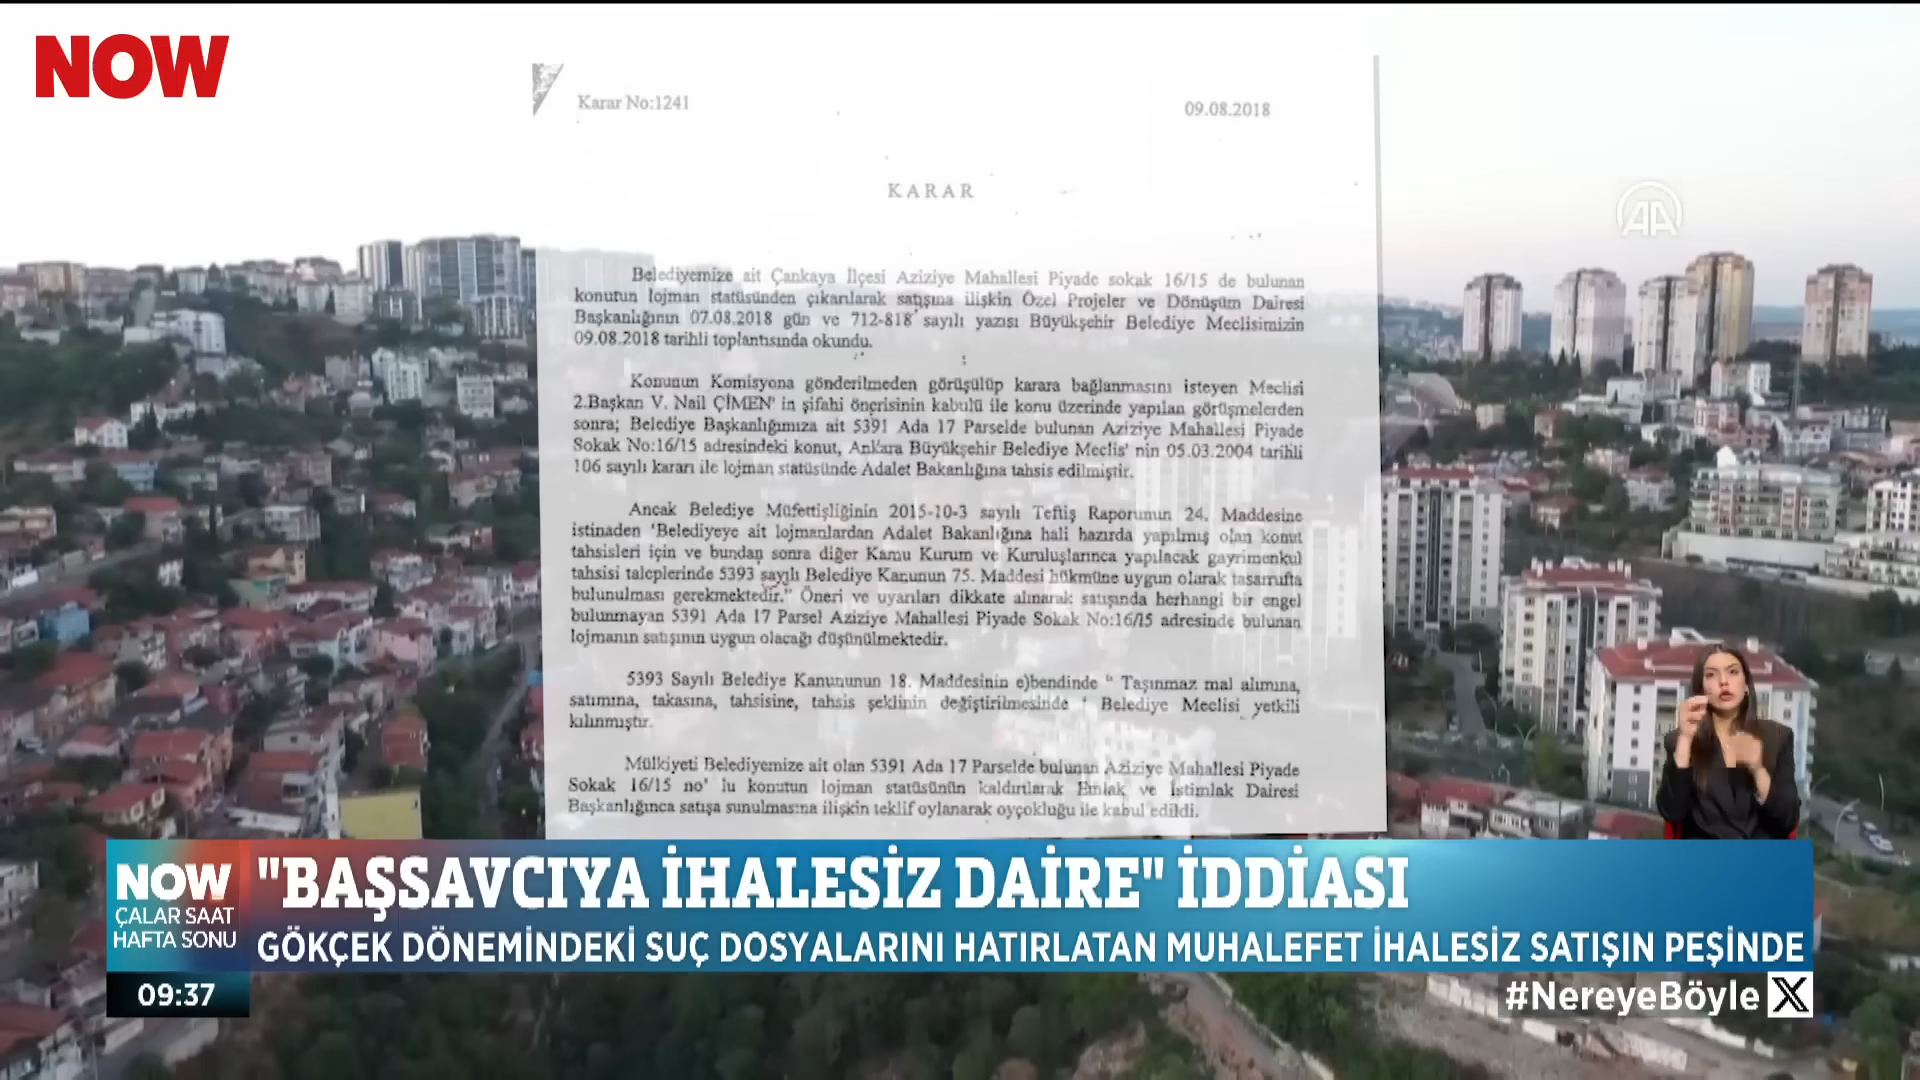 NOW
Karar No:1241
09.08.2018
KARAR
AA
Belediyemize ait Çankaya İlçesi Aziziye Mahallesi Piyade sokak 16/15 de bulunan
konutun lojman statüsünden çıkarılarak satışına ilişkin Özel Projeler ve Dönüşüm Dairesi
Başkanlığının 07.08.2018 gün ve 712-818 sayılı yazısı Büyükşehir Belediye Meclisimizin
09.08.2018 tarihli toplantısında okundu.
Konunun Komisyona gönderilmeden görüşülüp karara bağlanmasını isteyen Meclisi
2.Başkan V. Nail ÇİMEN' in şifahi önerisinin kabulü ile konu üzerinde yapılan görüşmelerden
sonra; Belediye Başkanlığımıza ait 5391 Ada 17 Parselde bulunan Aziziye Mahallesi Piyade
Sokak No:16/15 adresindeki konut, Ankara Büyükşehir Belediye Meclis' nin 05.03.2004 tarihli
106 sayılı kararı ile lojman statüsünde Adalet Bakanlığına tahsis edilmiştir.
Ancak Belediye Müfettişliğinin 2015-10-3 sayılı Teftiş Raporunun 24. Maddesine
istinaden 'Belediyeye ait lojmanlardan Adalet Bakanlığına hali hazırda yapılmış olan konut
tahsisleri için ve bundan sonra diğer Kamu Kurum ve Kuruluşlarınca yapılacak gayrimenkul
tahsisi taleplerinde 5393 sayılı Belediye Kanunun 75. Maddesi hükmüne uygun olarak tasarrufta
bulunulması gerekmektedir." Öneri ve uyarıları dikkate alınarak satışında herhangi bir engel
bulunmayan 5391 Ada 17 Parsel Aziziye Mahallesi Piyade Sokak No:16/15 adresinde bulunan
lojmanın satışının uygun olacağı düşünülmektedir.
5393 Sayılı Belediye Kanununun 18. Maddesinin e)bendinde " Taşınmaz mal alımına,
satımına, takasına, tahsisine, tahsis şeklinin değiştirilmesinde ' Belediye Meclisi yetkili
kılınmıştır.
Mülkiyeti Belediyemize ait olan 5391 Ada 17 Parselde bulunan Aziziye Mahallesi Piyade
Sokak 16/15 no' lu konutun lojman statüsünün kaldırılarak Emlak ve İstimlak Dairesi
Başkanlığınca satışa sunulmasına ilişkin teklif oylanarak oyçokluğu ile kabul edildi.
NOW
ÇALAR SAAT
HAFTA SONU
"BAŞSAVCIYA İHALESİZ DAİRE" İDDİASI
GÖKÇEK DÖNEMİNDEKİ SUÇ DOSYALARINI HATIRLATAN MUHALEFET İHALESİZ SATIŞIN PEŞİNDE
09:37
#NereyeBöyle X